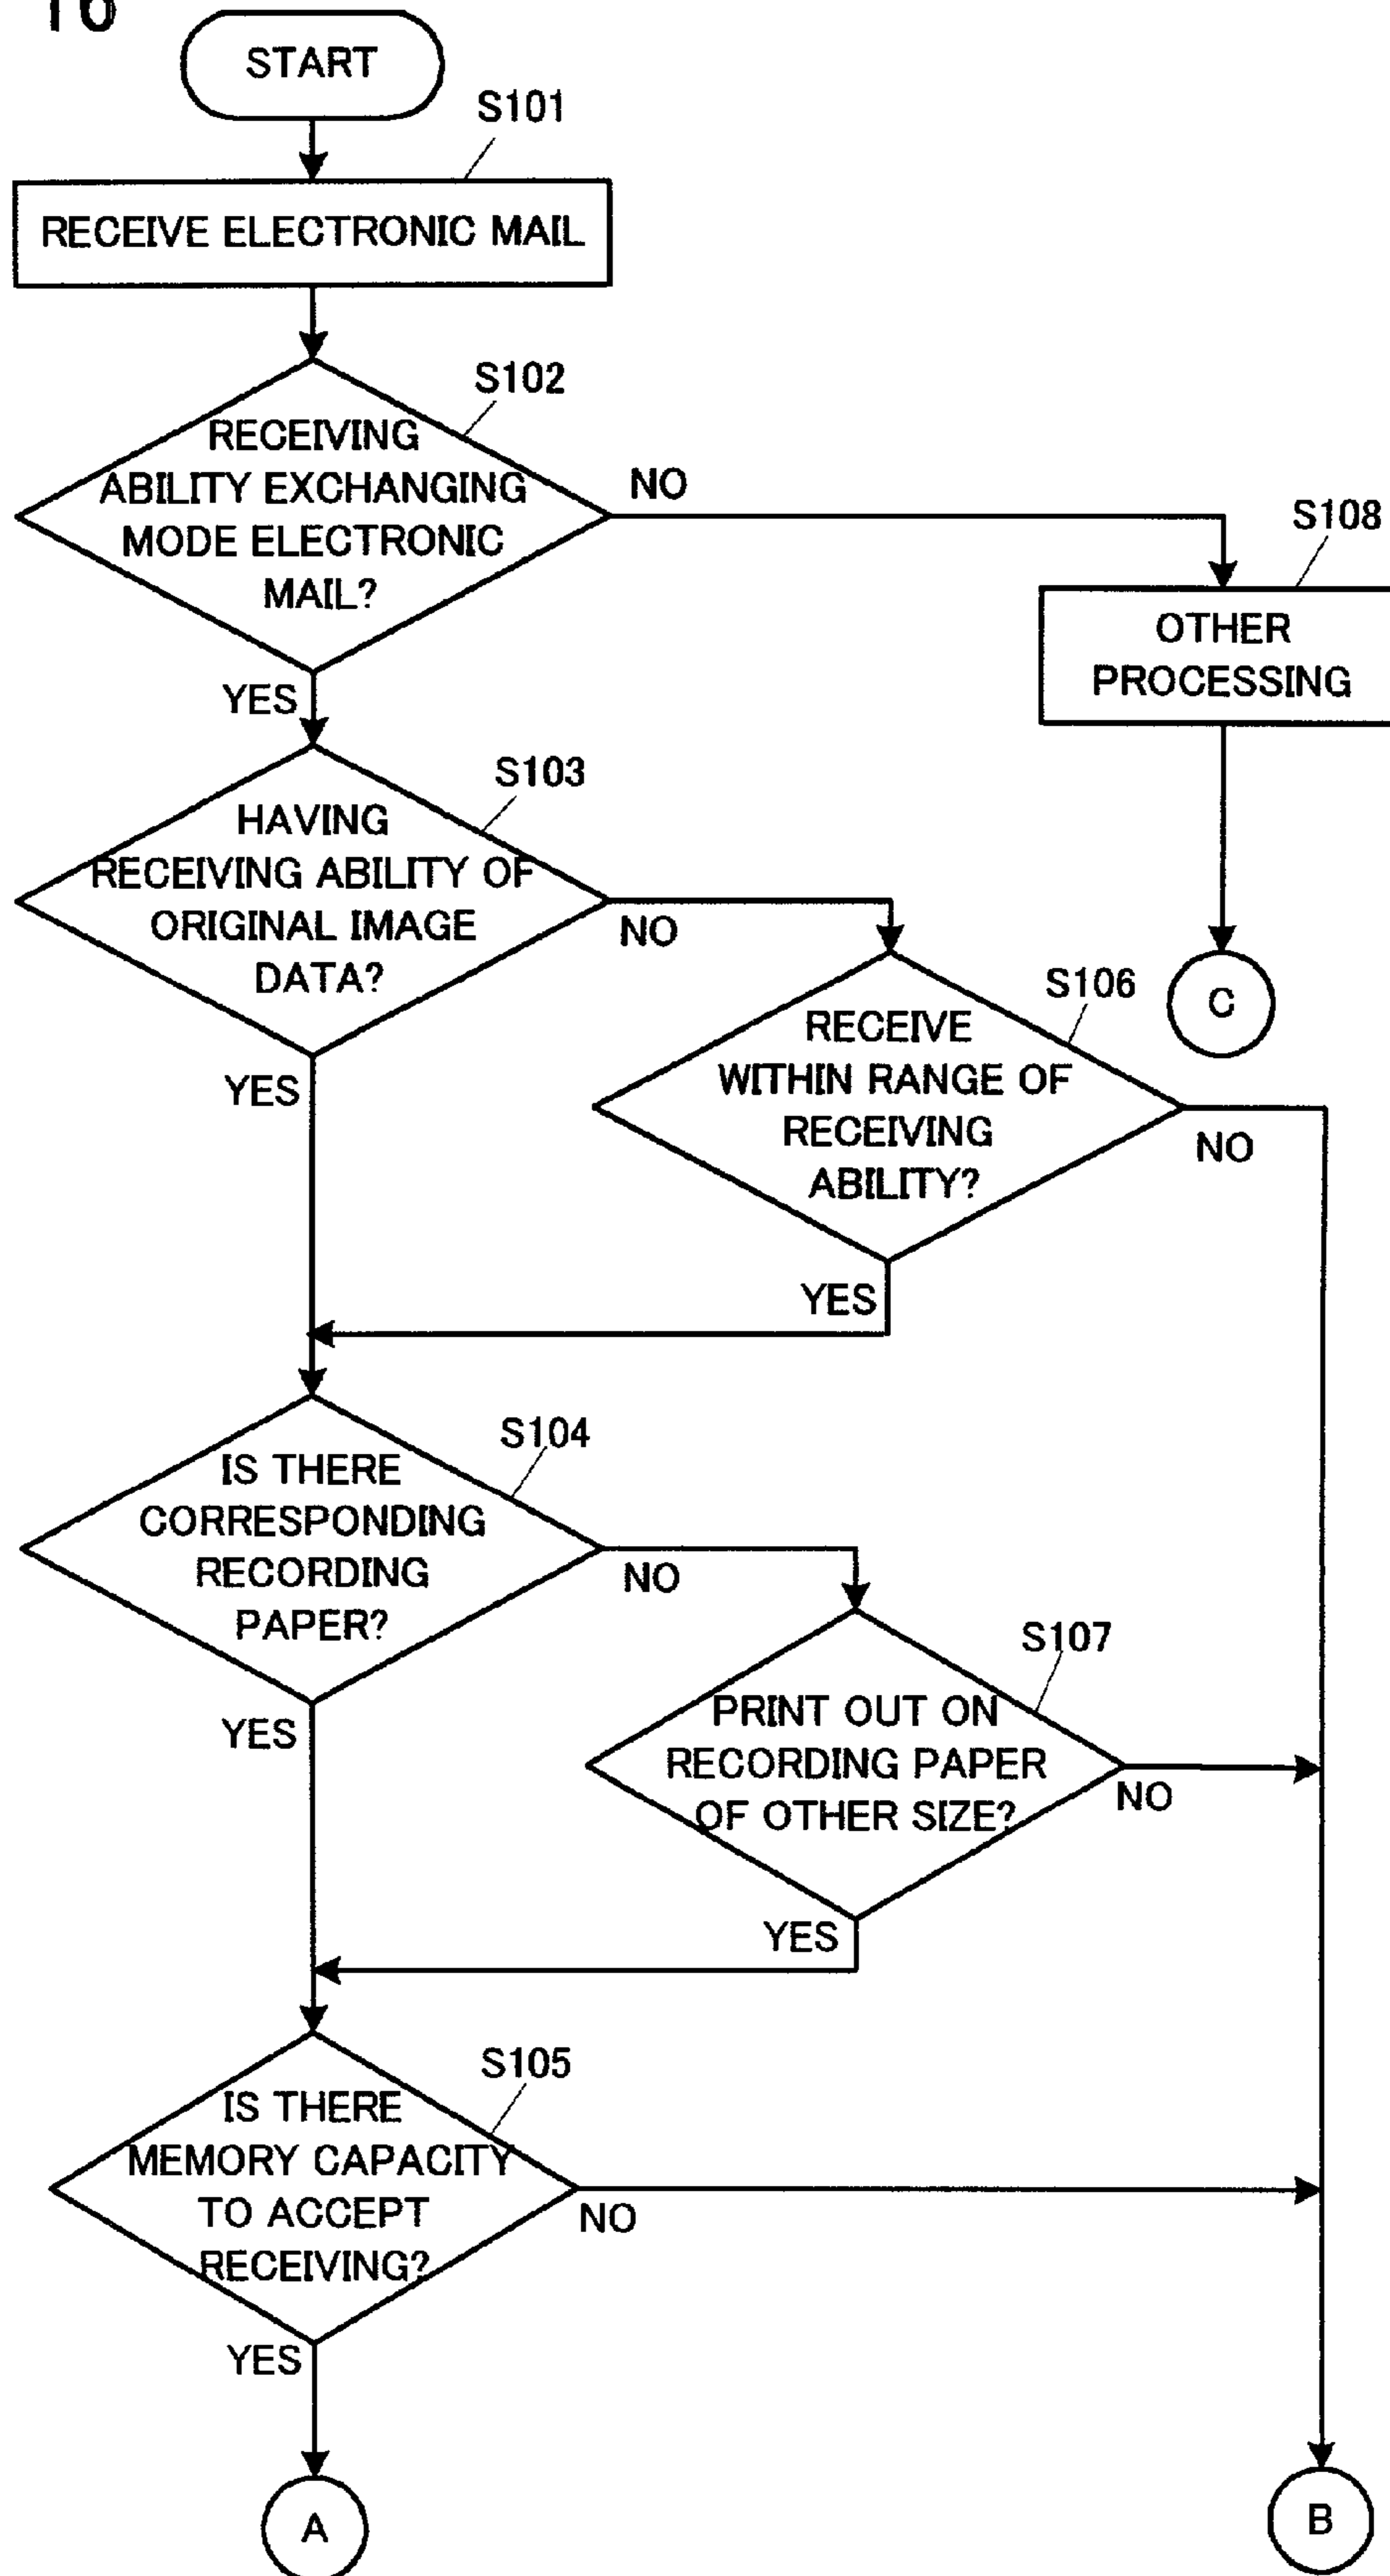 16
START
S101
RECEIVE ELECTRONIC MAIL
S102
RECEIVING
ABILITY EXCHANGING
MODE ELECTRONIC
MAIL?
NO
YES
S108
OTHER
PROCESSING
C
S103
HAVING
RECEIVING ABILITY OF
ORIGINAL IMAGE
DATA?
NO
YES
S106
RECEIVE
WITHIN RANGE OF
RECEIVING
ABILITY?
NO
YES
S104
IS THERE
CORRESPONDING
RECORDING
PAPER?
NO
YES
S107
PRINT OUT ON
RECORDING PAPER
OF OTHER SIZE?
NO
YES
S105
IS THERE
MEMORY CAPACITY
TO ACCEPT
RECEIVING?
NO
YES
A
B